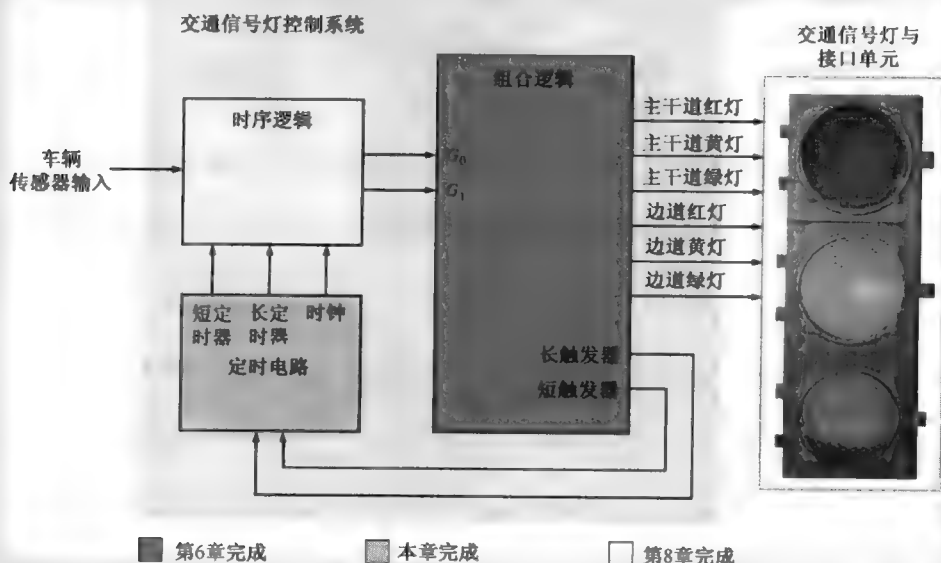 交通信号灯控制系统
交通信号灯与
接口单元
组合逻辑
时序逻辑
车辆
传感器输入
G₀
G₁
主干道红灯
主干道黄灯
主干道绿灯
边道红灯
边道黄灯
边道绿灯
短定
时器
长定
时器
时钟
定时电路
长触发器
短触发器
第6章完成
本章完成
第8章完成